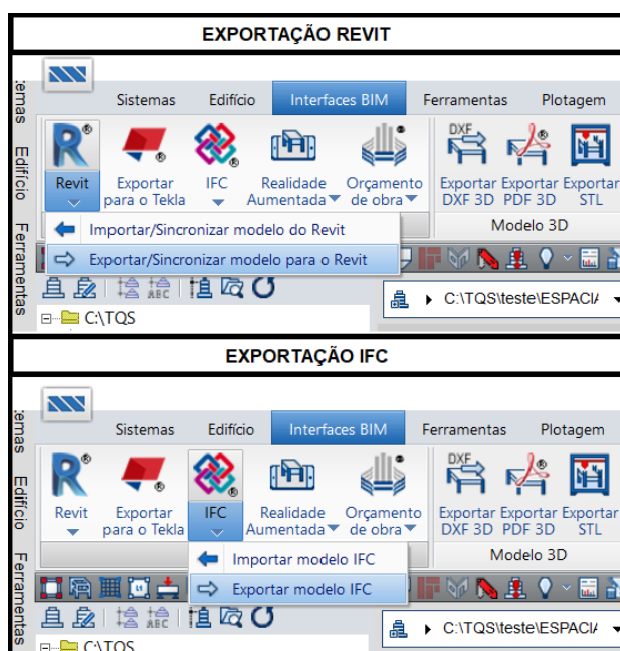 EXPORTAÇÃO REVIT
Sistemas Edifício Interfaces BIM Ferramentas Plotagem
DXF
Revit Exportar para o Tekla IFC Realidade Aumentada Orçamento de obra Exportar DXF 3D Exportar PDF 3D Exportar STL
Importar/Sincronizar modelo do Revit
Modelo 3D
Exportar/Sincronizar modelo para o Revit
ABC
C:\TQS\teste\ESPACI
C:\TQS
temas
Edifício
Ferramentas
EXPORTAÇÃO IFC
Sistemas Edifício Interfaces BIM Ferramentas Plotagem
DXF
Revit Exportar para o Tekla IFC Realidade Aumentada Orçamento de obra Exportar DXF 3D Exportar PDF 3D Exportar STL
Importar modelo IFC
Modelo 3D
Exportar modelo IFC
ABC
C:\TQS\teste\ESPACI
C:\TQS
temas
Edifício
Ferramentas